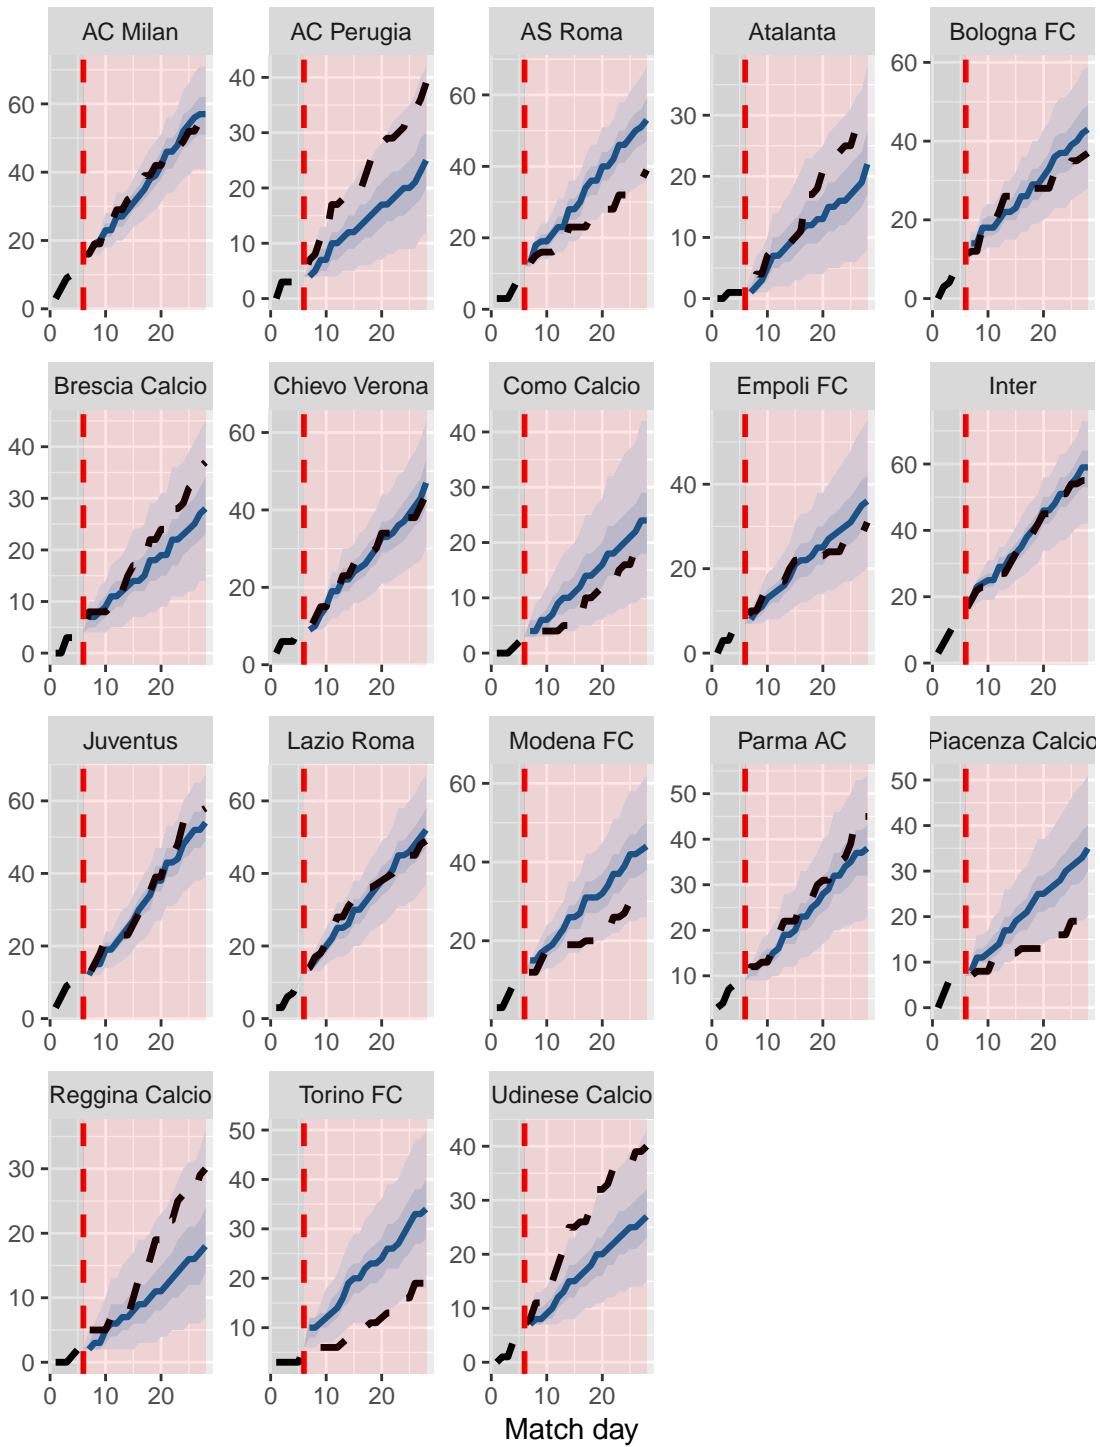 AC Milan AC Perugia AS Roma Atalanta Bologna FC
60 40 60 30 60
40 30 40 20 40
20 20 20 10 20
0 10 0 0 0
0
0 10 20 0 10 20 0 10 20 0 10 20 0 10 20
Brescia Calcio Chievo Verona Como Calcio Empoli FC Inter
40 60 40 40 60
30 40 30 20 40
20 20 20 0 20
10 0 10 0
0 0
0 10 20 0 10 20 0 10 20 0 10 20 0 10 20
Juventus Lazio Roma Modena FC Parma AC Piacenza Calcio
60 60 60 50 50
40 40 40 40 40
20 20 20 30 30
0 0 20 20
10 10
0
0 10 20 0 10 20 0 10 20 0 10 20 0 10 20
Reggina Calcio Torino FC Udinese Calcio
30 50 40
20 40 30
10 30 20
0 20 10
10 0
0 10 20 0 10 20 0 10 20
Match day